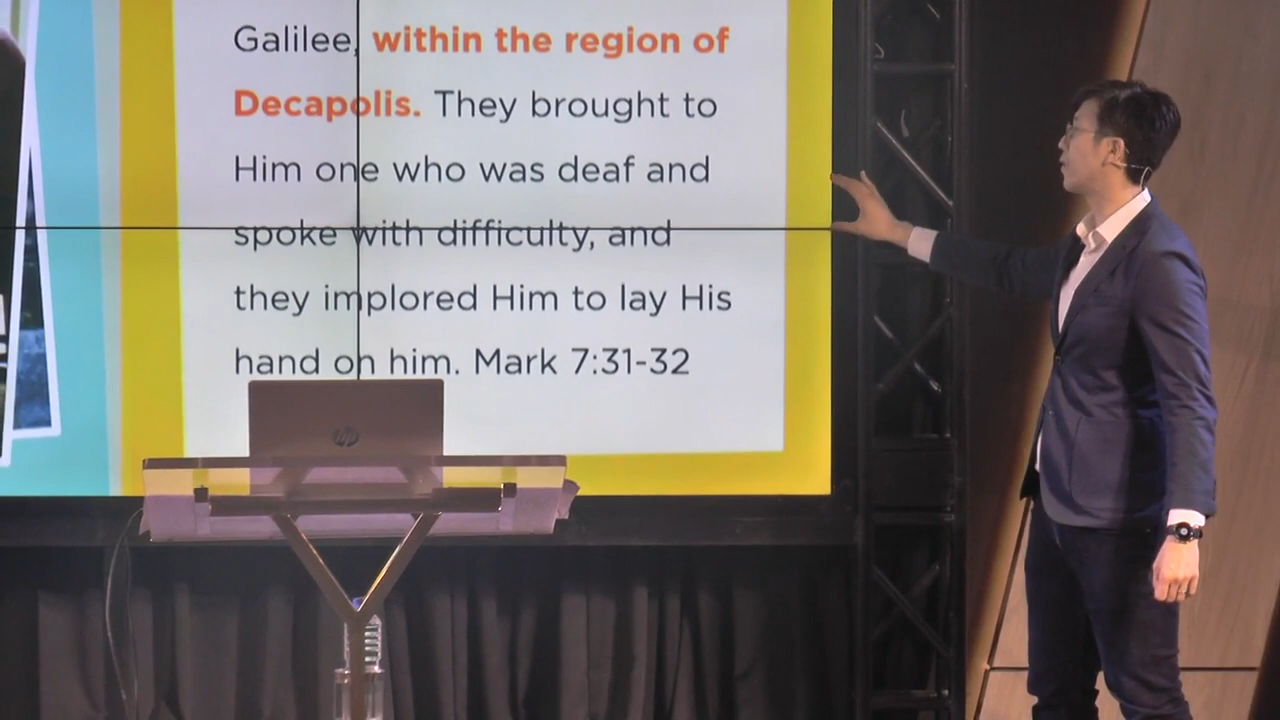 Galilee, within the region of
Decapolis. They brought to
Him one who was deaf and
spoke with difficulty, and
they implored Him to lay His
hand on him. Mark 7:31-32
hp